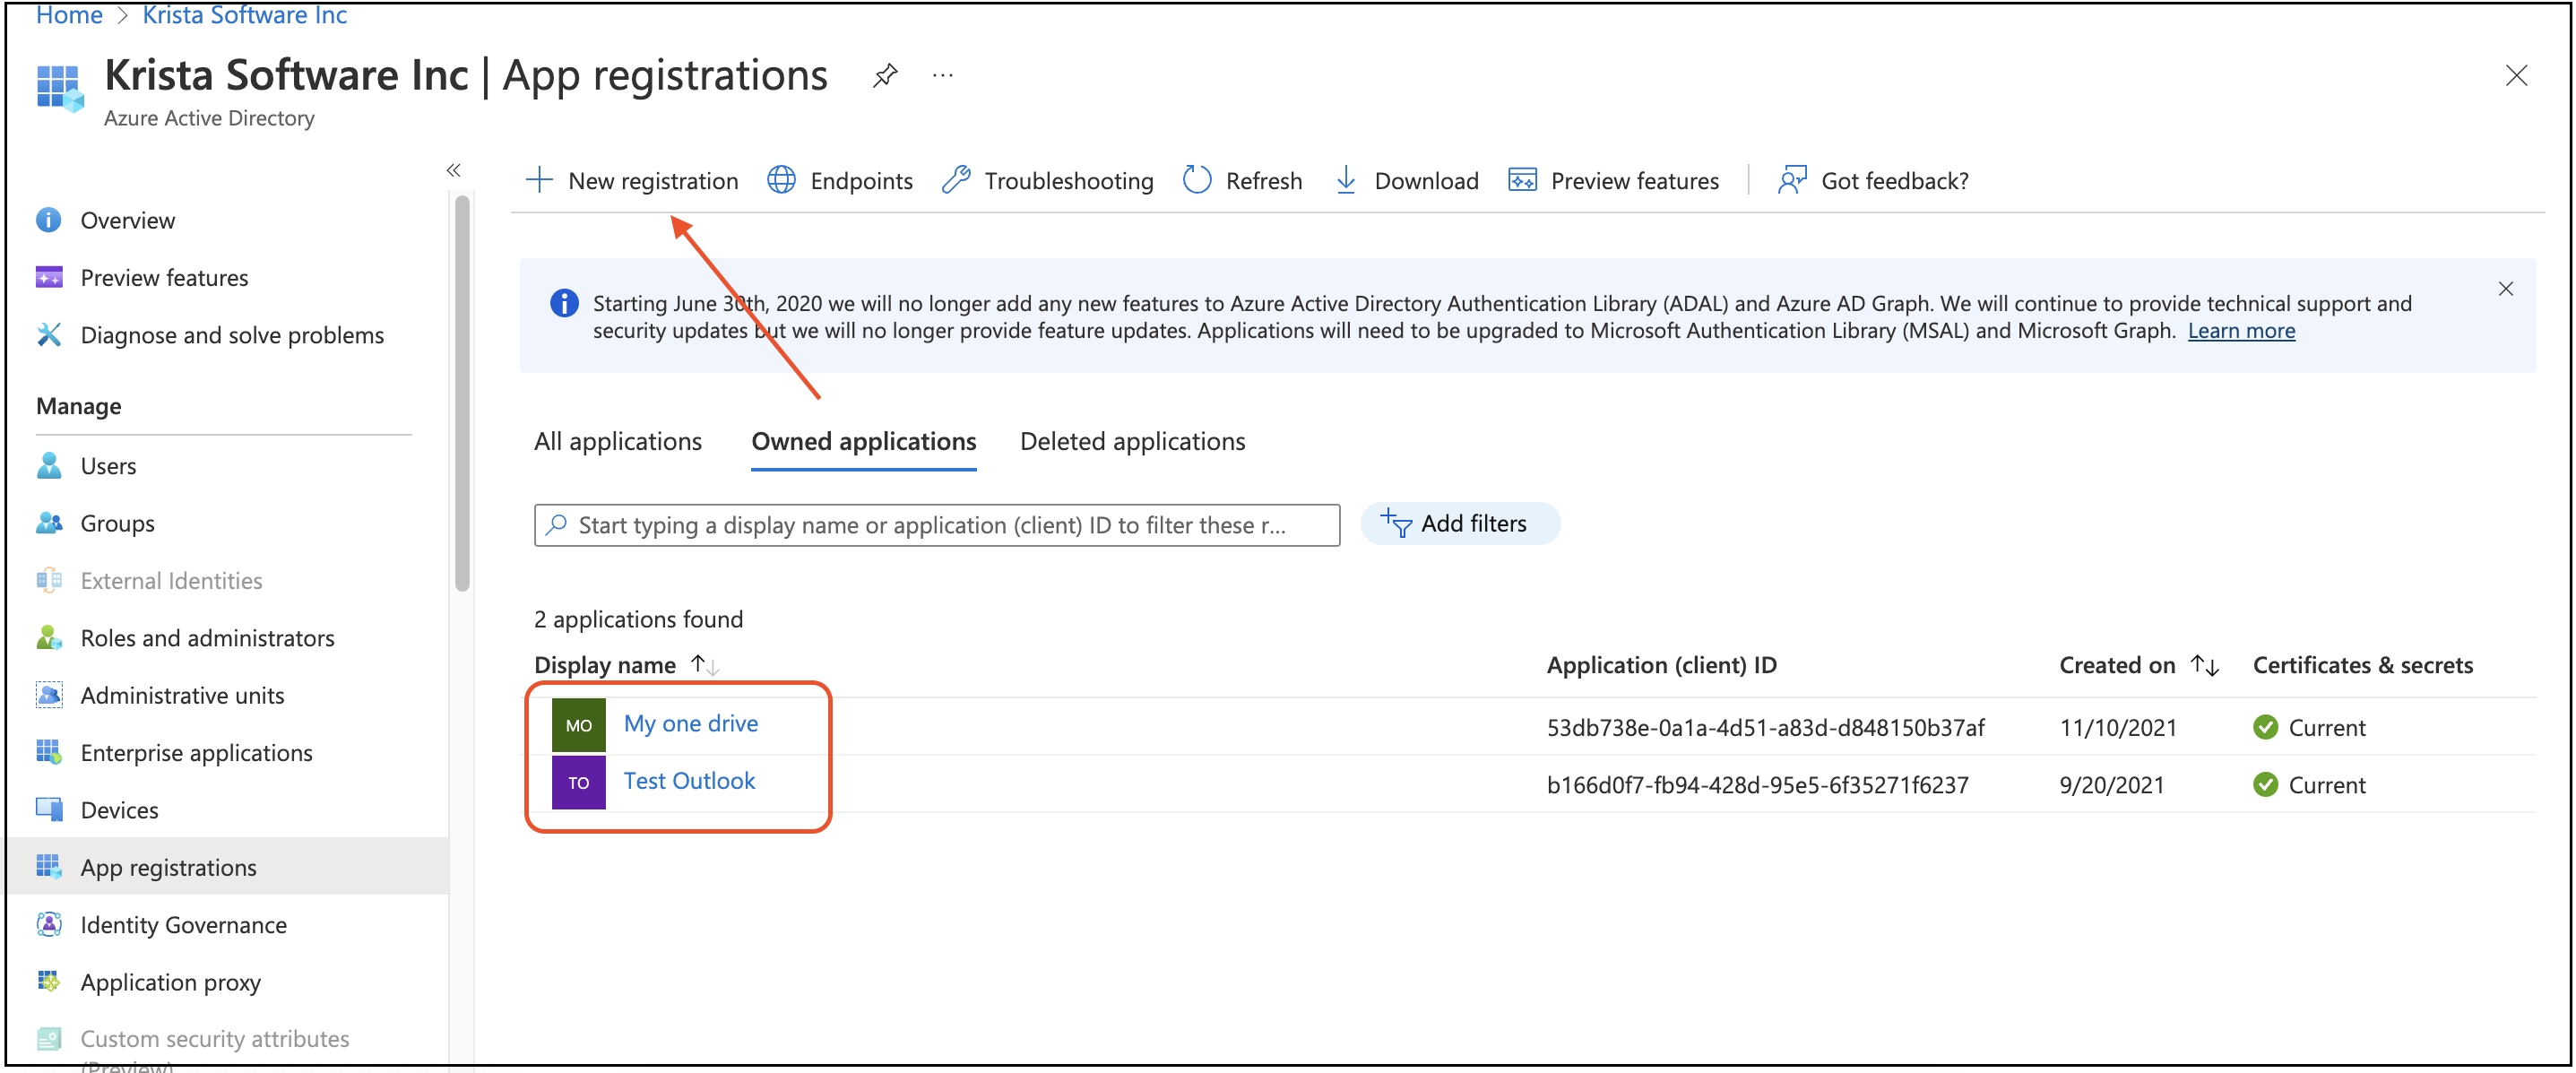 Home > Krista Software Inc
Krista Software Inc | App registrations ...
Azure Active Directory
«
Overview
Preview features
Diagnose and solve problems
Manage
Users
Groups
External Identities
Roles and administrators
Administrative units
Enterprise applications
Devices
App registrations
Identity Governance
Application proxy
Custom security attributes
(Preview)
New registration Endpoints Troubleshooting Refresh Download Preview features | Got feedback?
Starting June 30th, 2020 we will no longer add any new features to Azure Active Directory Authentication Library (ADAL) and Azure AD Graph. We will continue to provide technical support and
security updates but we will no longer provide feature updates. Applications will need to be upgraded to Microsoft Authentication Library (MSAL) and Microsoft Graph. Learn more
All applications Owned applications Deleted applications
Start typing a display name or application (client) ID to filter these r... Add filters
2 applications found
Display name Application (client) ID Created on Certificates & secrets
MO My one drive 53db738e-0a1a-4d51-a83d-d848150b37af 11/10/2021 Current
TO Test Outlook b166d0f7-fb94-428d-95e5-6f35271f6237 9/20/2021 Current